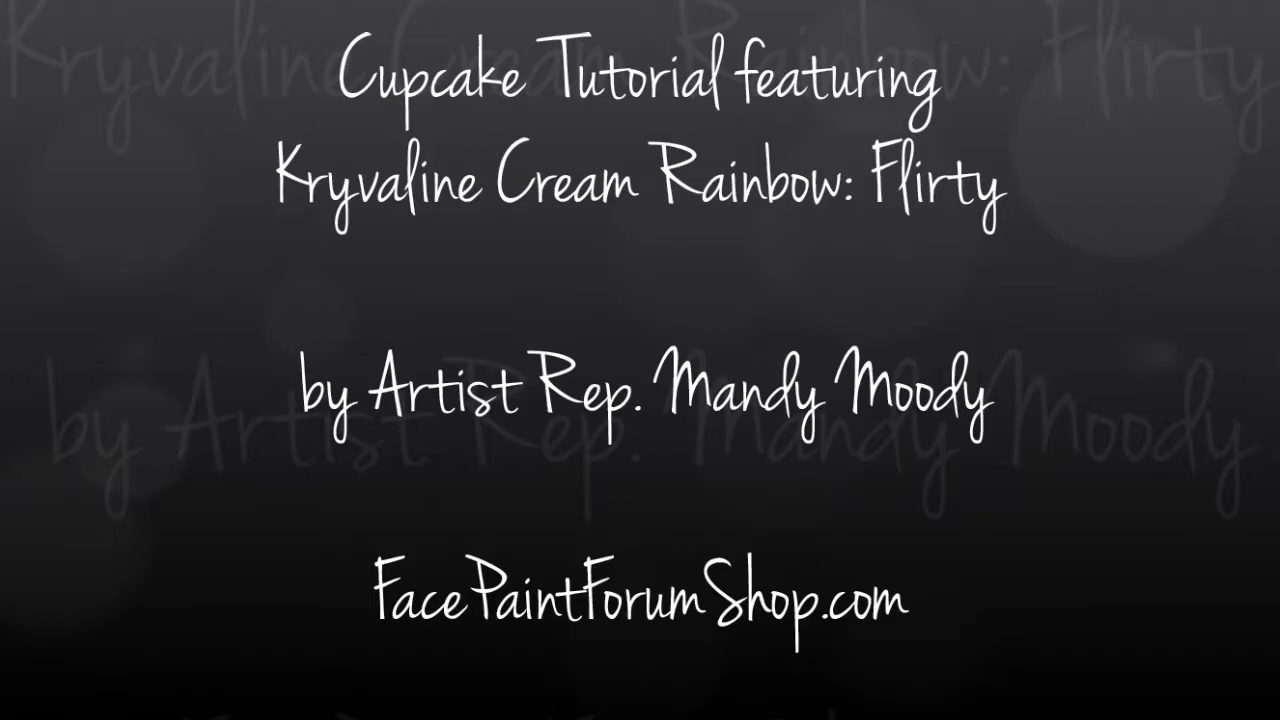 Cupcake Tutorial featuring
Kryvaline Cream Rainbow: Flirty
by Artist Rep. Mandy Moody
FacePaintForumShop.com